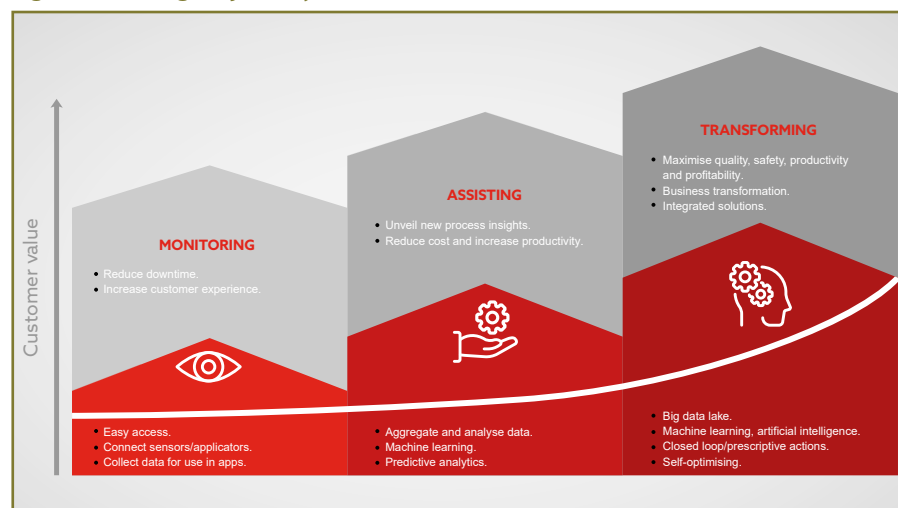 Customer value
MONITORING
• Reduce downtime.
• Increase customer experience.
• Easy access.
• Connect sensors/applicators.
• Collect data for use in apps.
ASSISTING
• Unveil new process insights.
• Reduce cost and increase productivity.
• Aggregate and analyse data.
• Machine learning.
• Predictive analytics.
TRANSFORMING
• Maximise quality, safety, productivity
and profitability.
• Business transformation.
• Integrated solutions.
• Big data lake.
• Machine learning, artificial intelligence.
• Closed loop/prescriptive actions.
• Self-optimising.